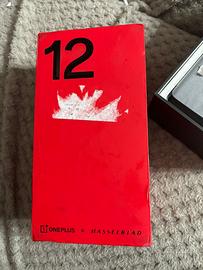 12
ONEPLUS × HASSELBLAD